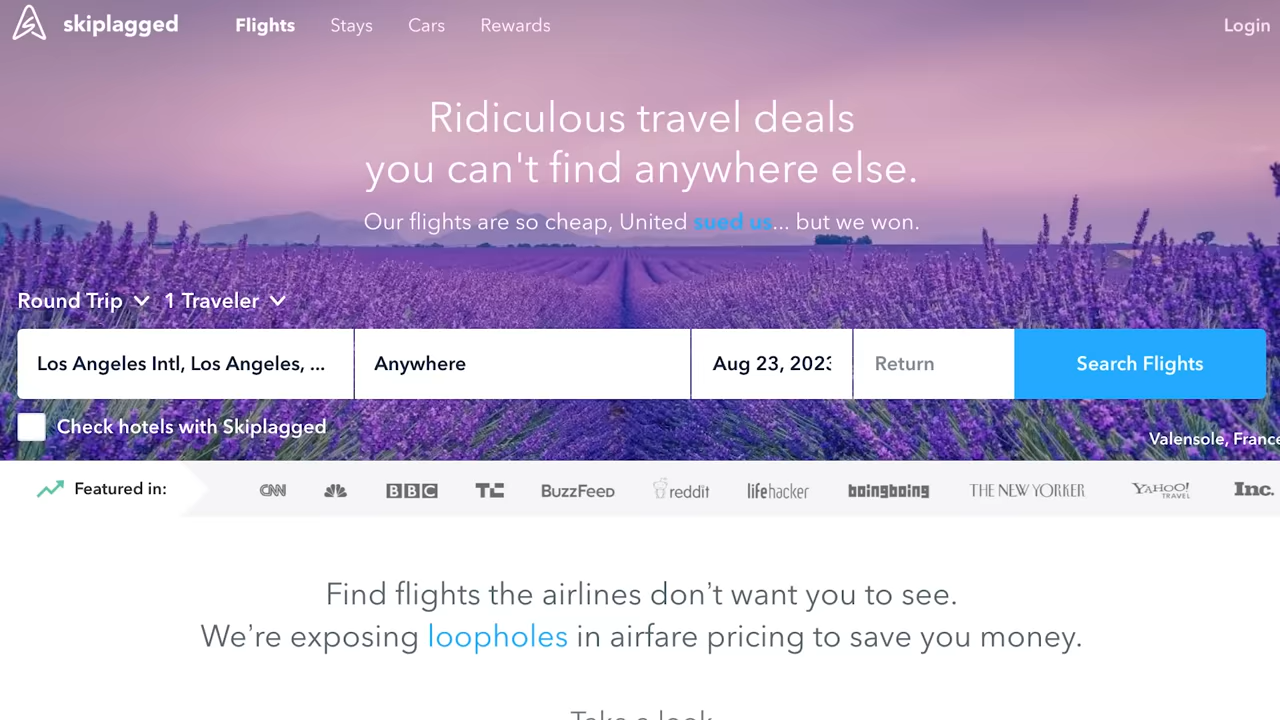 skiplagged Flights Stays Cars Rewards Login
Ridiculous travel deals
you can't find anywhere else.
Our flights are so cheap, United sued us... but we won.
Round Trip 1 Traveler
Los Angeles Intl, Los Angeles, ... Anywhere Aug 23, 2023 Return Search Flights
Check hotels with Skiplagged
Valensole, France
Featured in: CNN BBC TC BuzzFeed reddit lifehacker boingboing THE NEW YORKER YAHOO! TRAVEL Inc.
Find flights the airlines don't want you to see.
We're exposing loopholes in airfare pricing to save you money.
Take a look